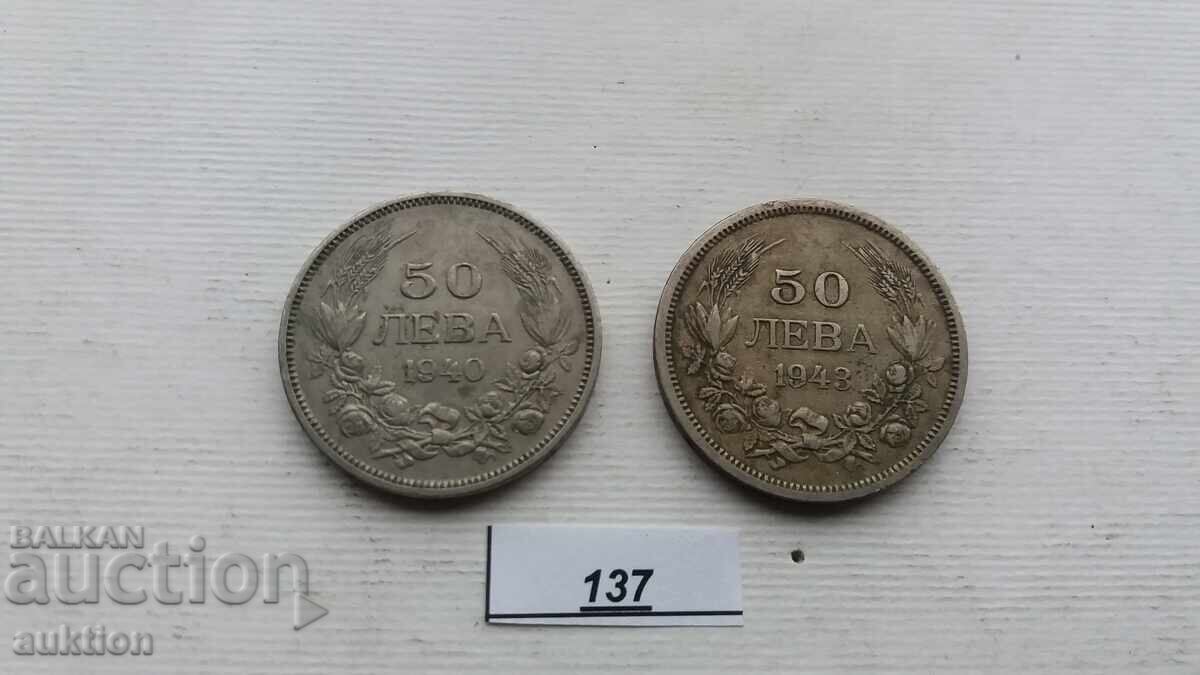 50
ЛЕВА
1940
50
ЛЕВА
1943
137
BALKAN
auction
auktion